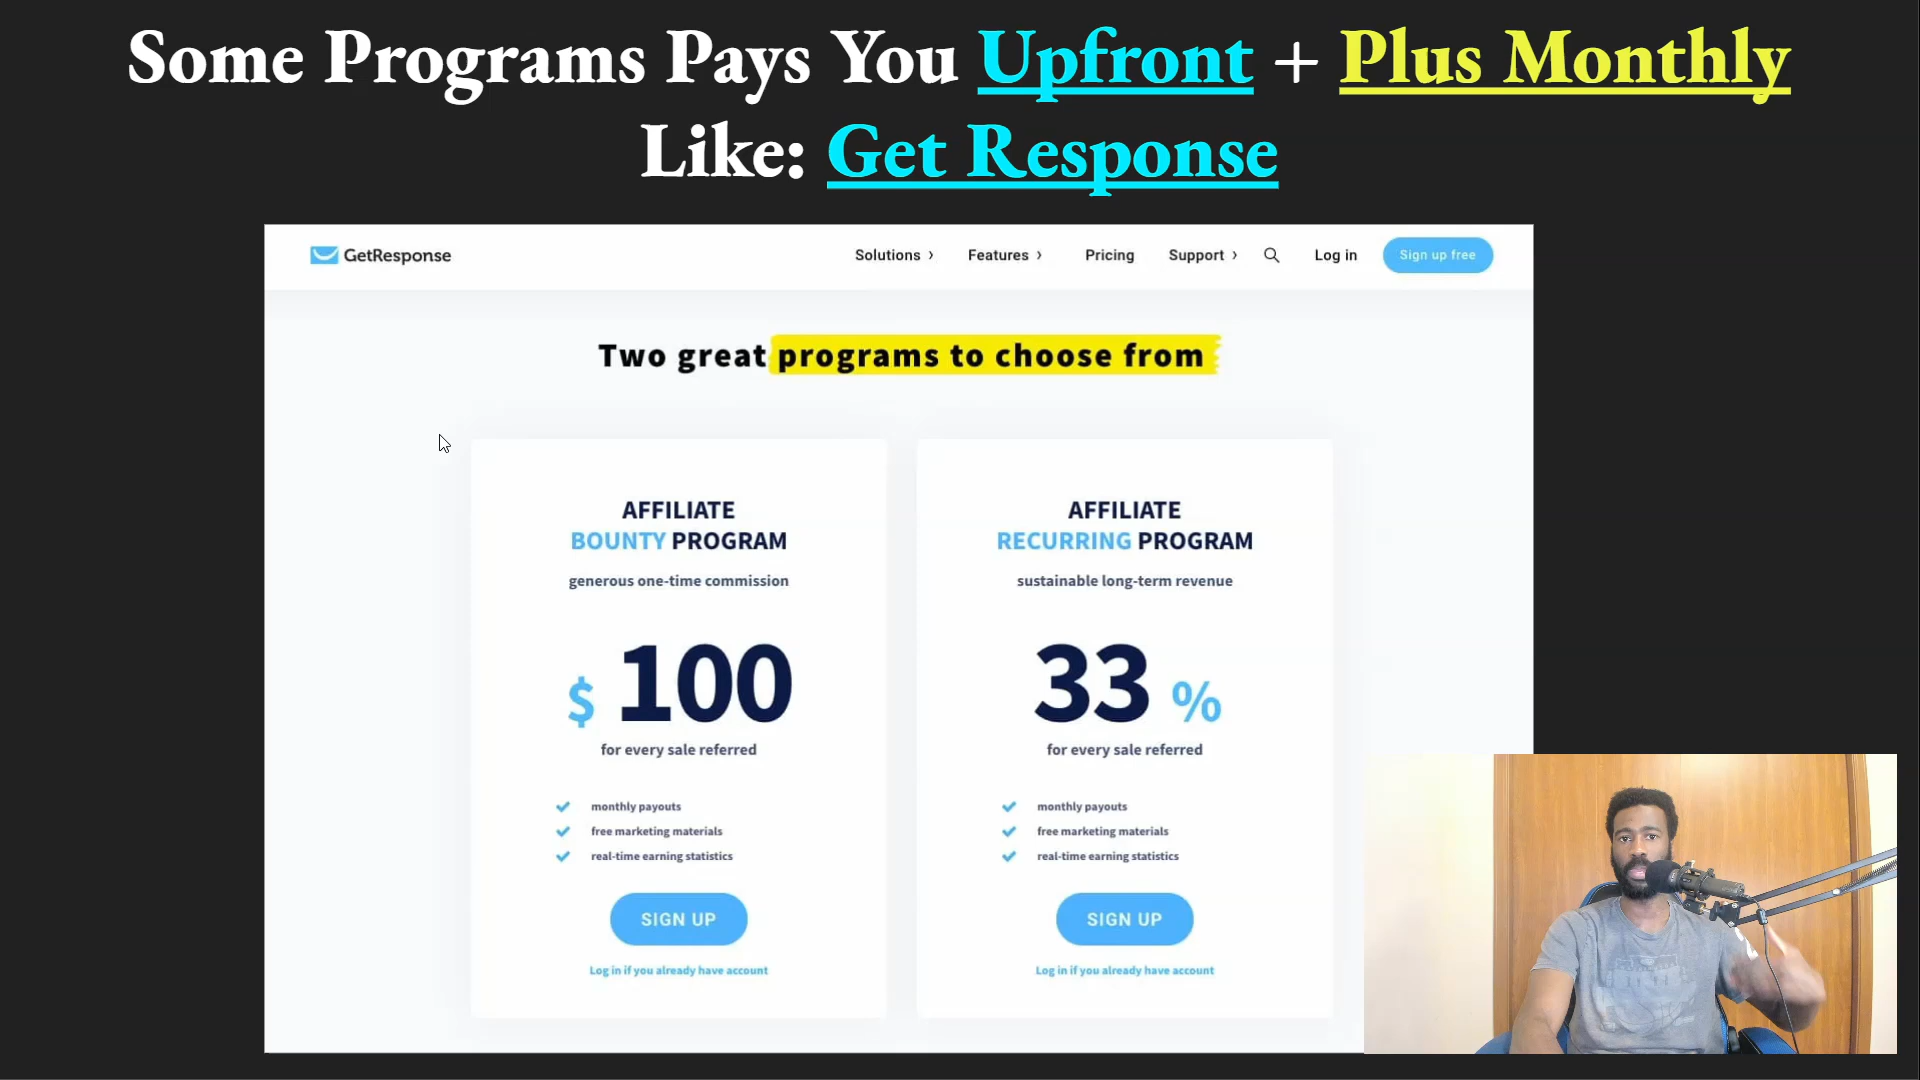 Some Programs Pays You Upfront + Plus Monthly
Like: Get Response
GetResponse
Solutions › Features › Pricing Support › Log in Sign up free
Two great programs to choose from
AFFILIATE
BOUNTY PROGRAM
generous one-time commission
$ 100
for every sale referred
monthly payouts
free marketing materials
real-time earning statistics
SIGN UP
Log in if you already have account
AFFILIATE
RECURRING PROGRAM
sustainable long-term revenue
33 %
for every sale referred
monthly payouts
free marketing materials
real-time earning statistics
SIGN UP
Log in if you already have account